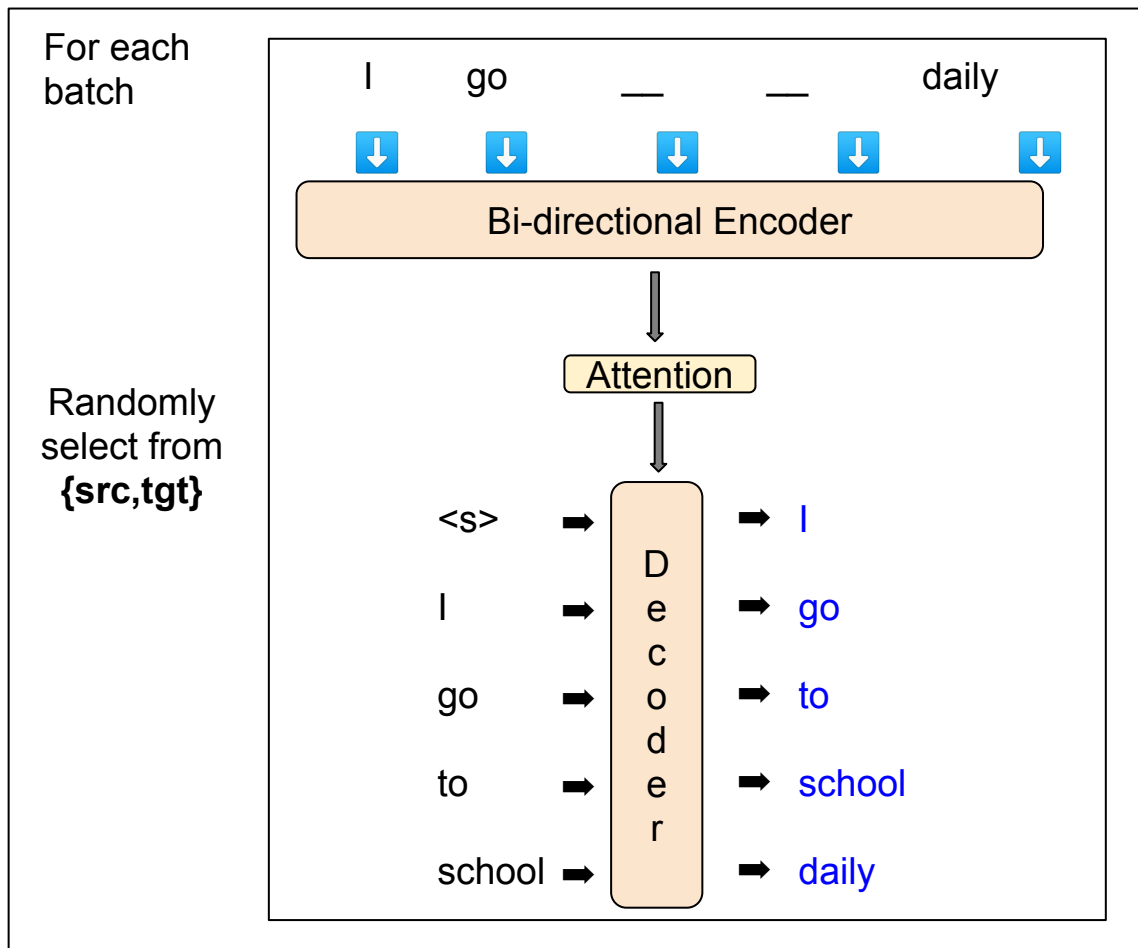 For each
batch
I go __ __ daily
Bi-directional Encoder
Attention
Randomly
select from
{src,tgt}
Decoder
<s> I
I go
go to
to school
school daily